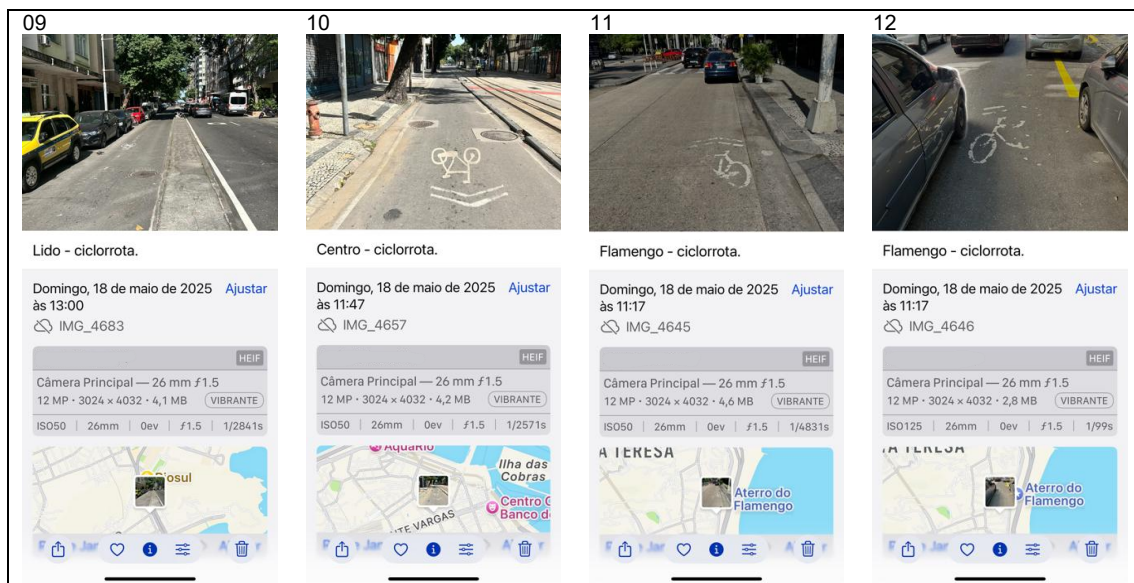 09
Lido - ciclorrota.
Domingo, 18 de maio de 2025 Ajustar
às 13:00
IMG_4683
HEIF
Câmera Principal — 26 mm ƒ1.5
12 MP • 3024 × 4032 • 4,1 MB VIBRANTE
ISO50 | 26mm | 0ev | ƒ1.5 | 1/2841s
10
Centro - ciclorrota.
Domingo, 18 de maio de 2025 Ajustar
às 11:47
IMG_4657
HEIF
Câmera Principal — 26 mm ƒ1.5
12 MP • 3024 × 4032 • 4,2 MB VIBRANTE
ISO50 | 26mm | 0ev | ƒ1.5 | 1/2571s
AquaRio
Ilha das
Cobras
Centro
Banco
VARGAS
11
Flamengo - ciclorrota.
Domingo, 18 de maio de 2025 Ajustar
às 11:17
IMG_4645
HEIF
Câmera Principal — 26 mm ƒ1.5
12 MP • 3024 × 4032 • 4,6 MB VIBRANTE
ISO50 | 26mm | 0ev | ƒ1.5 | 1/4831s
A TERESA
Aterro do
Flamengo
12
Flamengo - ciclorrota.
Domingo, 18 de maio de 2025 Ajustar
às 11:17
IMG_4646
HEIF
Câmera Principal — 26 mm ƒ1.5
12 MP • 3024 × 4032 • 2,8 MB VIBRANTE
ISO125 | 26mm | 0ev | ƒ1.5 | 1/99s
A TERESA
Aterro do
Flamengo